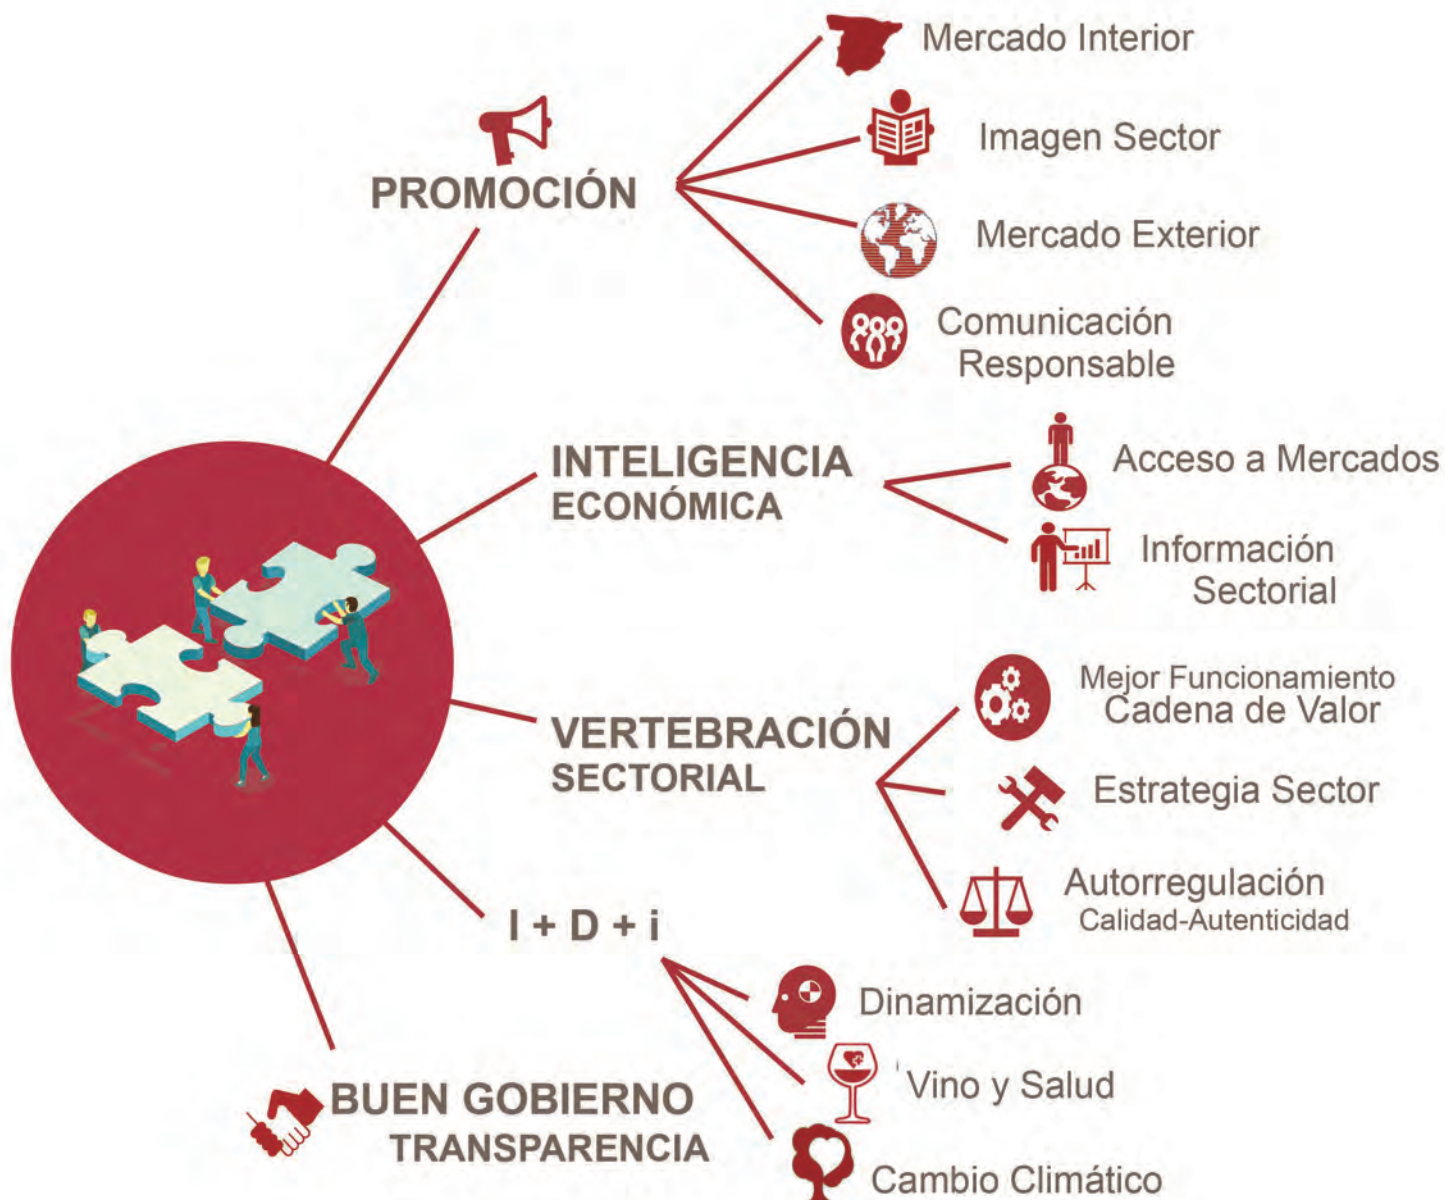 PROMOCIÓN
Mercado Interior
Imagen Sector
Mercado Exterior
Comunicación
Responsable
INTELIGENCIA
ECONÓMICA
Acceso a Mercados
Información
Sectorial
VERTEBRACIÓN
SECTORIAL
Mejor Funcionamiento
Cadena de Valor
Estrategia Sector
Autorregulación
Calidad-Autenticidad
I + D + i
Dinamización
Vino y Salud
Cambio Climático
BUEN GOBIERNO
TRANSPARENCIA